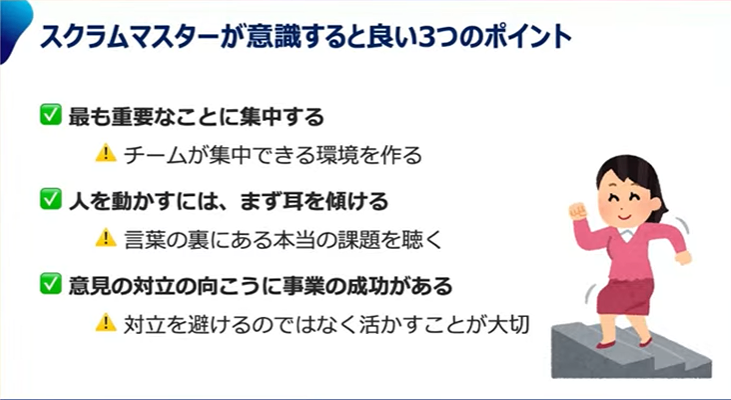 スクラムマスターが意識すると良い3つのポイント
✅ 最も重要なことに集中する
⚠ チームが集中できる環境を作る
✅ 人を動かすには、まず耳を傾ける
⚠ 言葉の裏にある本当の課題を聴く
✅ 意見の対立の向こうに事業の成功がある
⚠ 対立を避けるのではなく活かすことが大切